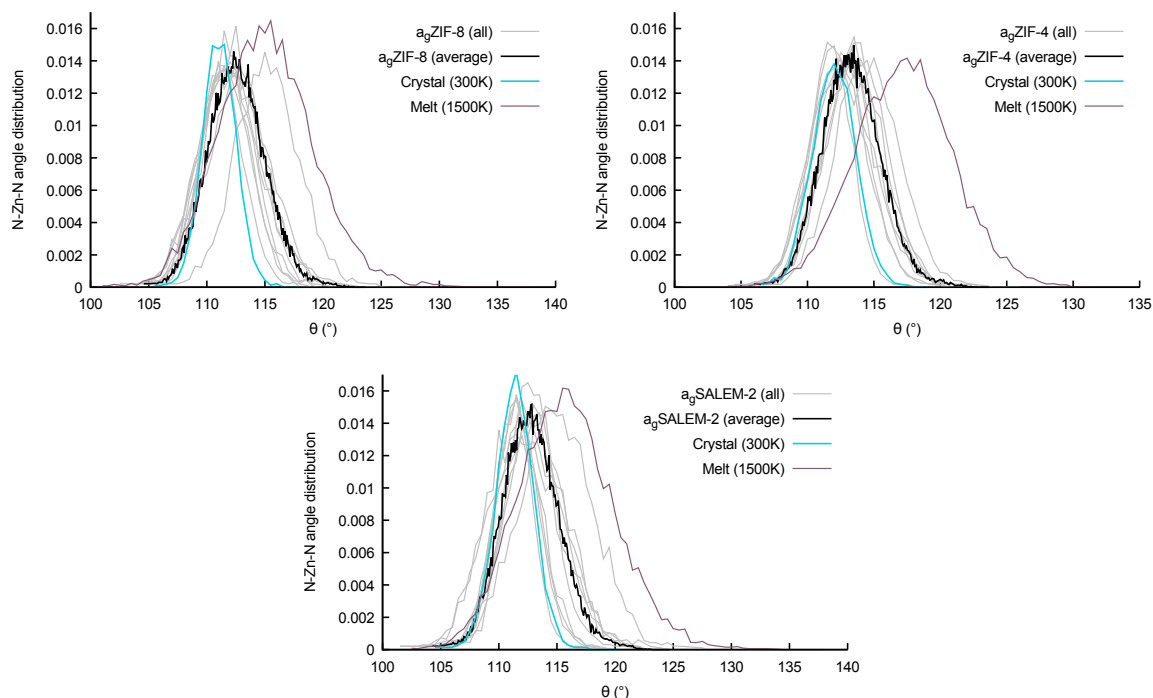 N-Zn-N angle distribution
0.016
0.014
0.012
0.01
0.008
0.006
0.004
0.002
0
100 105 110 115 120 125 130 135 140
θ (°)
agZIF-8 (all)
agZIF-8 (average)
Crystal (300K)
Melt (1500K)
N-Zn-N angle distribution
0.016
0.014
0.012
0.01
0.008
0.006
0.004
0.002
0
100 105 110 115 120 125 130 135
θ (°)
agZIF-4 (all)
agZIF-4 (average)
Crystal (300K)
Melt (1500K)
N-Zn-N angle distribution
0.016
0.014
0.012
0.01
0.008
0.006
0.004
0.002
0
100 105 110 115 120 125 130 135 140
θ (°)
agSALEM-2 (all)
agSALEM-2 (average)
Crystal (300K)
Melt (1500K)